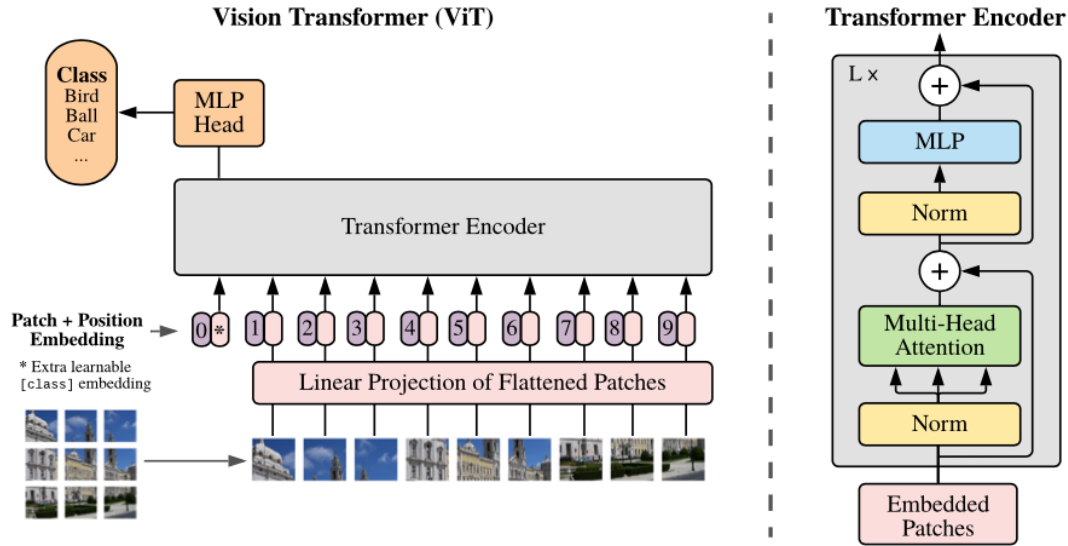 Vision Transformer (ViT)
Class
Bird
Ball
Car
...
MLP
Head
Transformer Encoder
Patch + Position
Embedding
* Extra learnable
[class] embedding
0 * 1 2 3 4 5 6 7 8 9
Linear Projection of Flattened Patches
Transformer Encoder
L ×
+
MLP
Norm
+
Multi-Head
Attention
Norm
Embedded
Patches